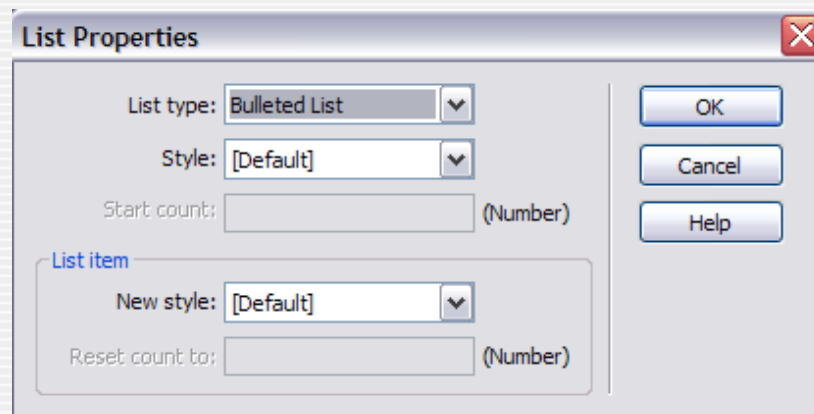 List Properties
List type: Bulleted List
OK
Style: [Default]
Cancel
Start count: (Number)
Help
List item
New style: [Default]
Reset count to: (Number)